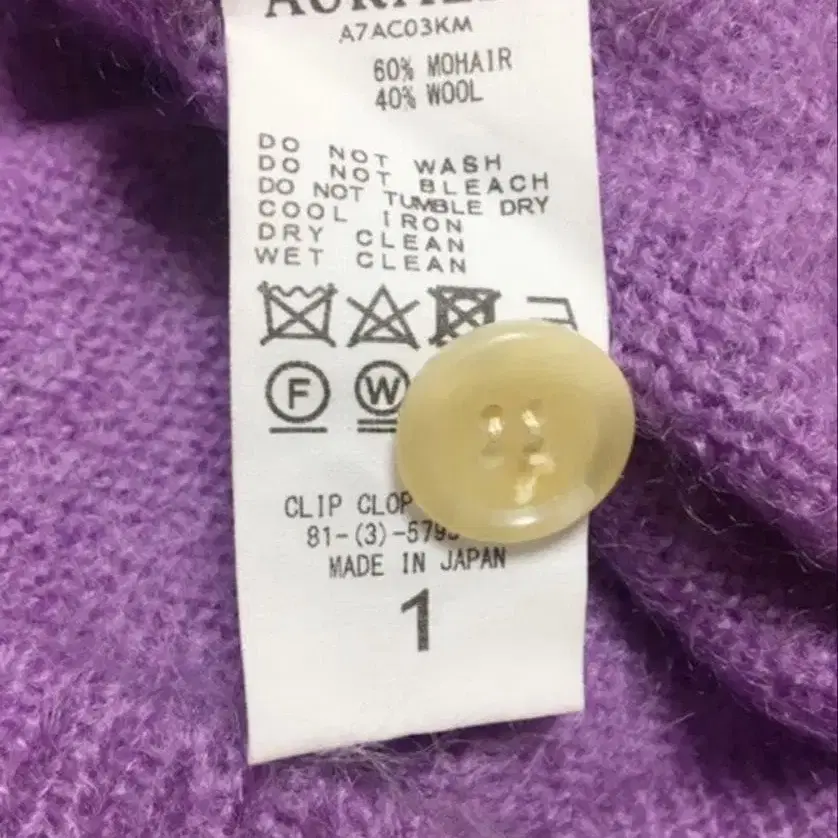 A7AC03KM
60% MOHAIR
40% WOOL
DO NOT WASH
DO NOT BLEACH
DO NOT TUMBLE DRY
COOL IRON
DRY CLEAN
WET CLEAN
F W
CLIP CLOP
81-(3)-579
MADE IN JAPAN
1